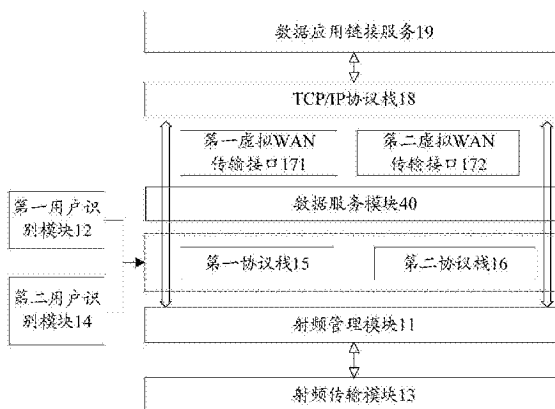 数据应用链接服务19
TCP/IP协议栈18
第一虚拟WAN
传输接口171
第二虚拟WAN
传输接口172
数据服务模块40
第一用户识
别模块12
第一协议栈15
第二协议栈16
第二用户识
别模块14
射频管理模块11
射频传输模块13